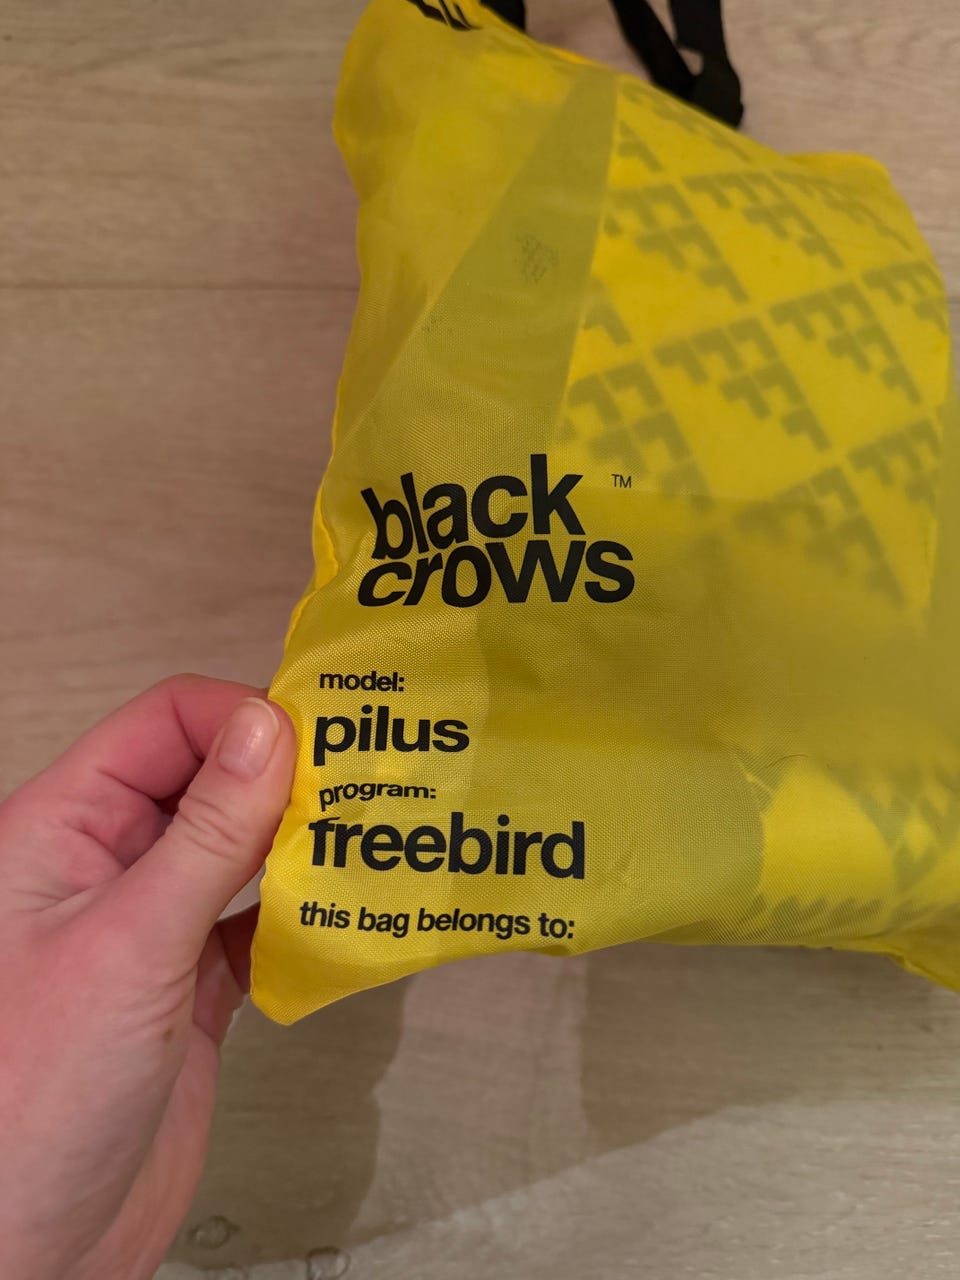 black
crows
TM
model:
pilus
program:
freebird
this bag belongs to: